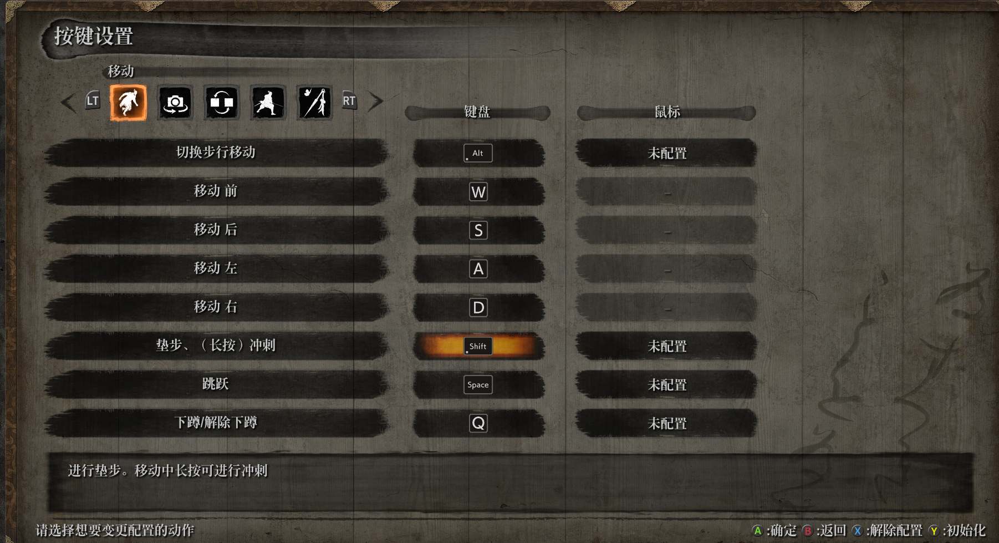 按键设置
移动
LT RT
键盘 鼠标
切换步行移动 Alt 未配置
移动 前 W –
移动 后 S –
移动 左 A –
移动 右 D –
垫步、（长按）冲刺 Shift 未配置
跳跃 Space 未配置
下蹲/解除下蹲 Q 未配置
进行垫步。移动中长按可进行冲刺
请选择想要变更配置的动作 A:确定 B:返回 X:解除配置 Y:初始化